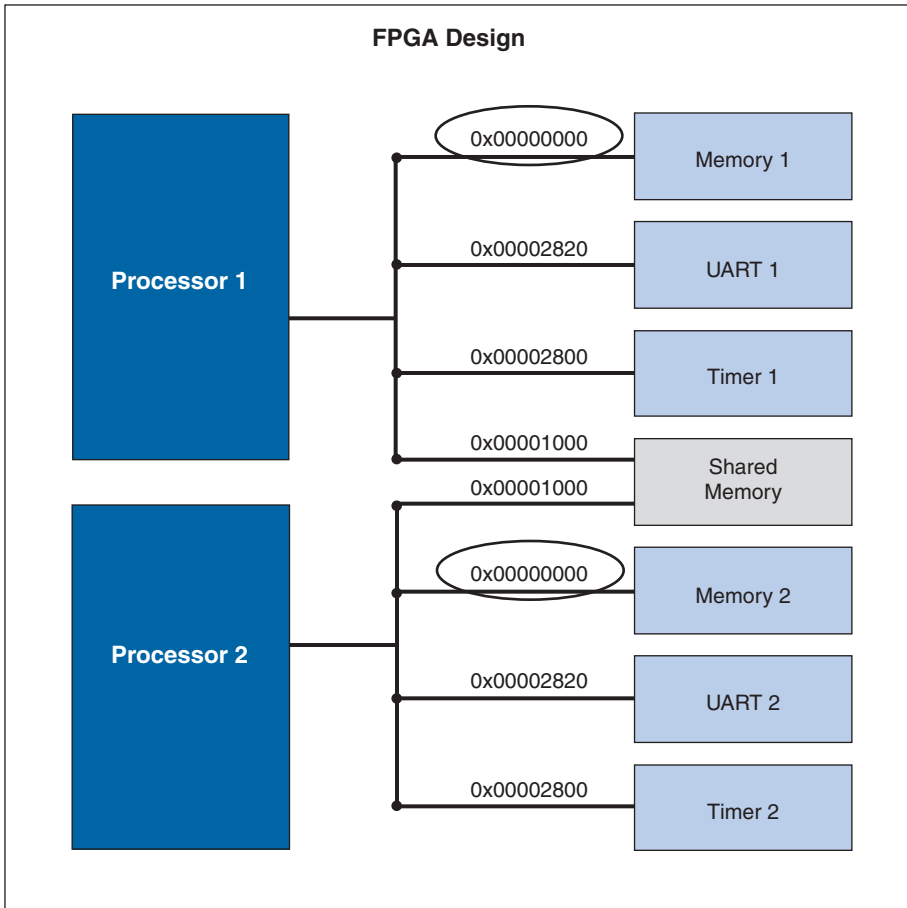 FPGA Design
Processor 1
0x00000000
Memory 1
0x00002820
UART 1
0x00002800
Timer 1
0x00001000
0x00001000
Shared
Memory
Processor 2
0x00000000
Memory 2
0x00002820
UART 2
0x00002800
Timer 2